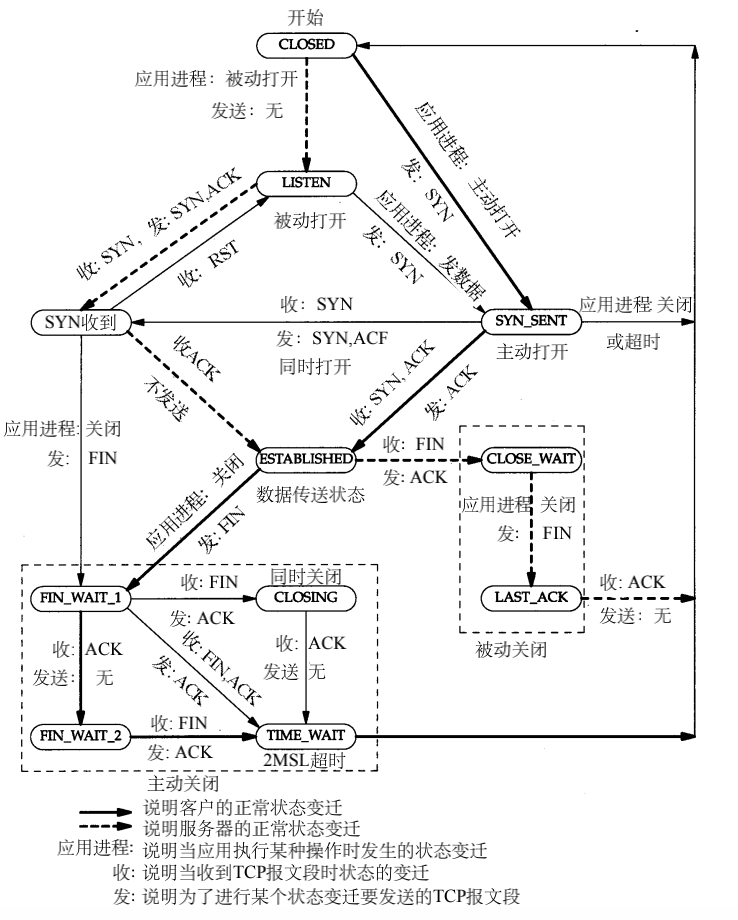 开始
CLOSED
应用进程：被动打开
发送：无
应用进程：主动打开
发：SYN
LISTEN
被动打开
收：SYN，发：SYN,ACK
收：RST
应用进程：发数据
发：SYN
SYN收到
收：SYN
发：SYN,ACF
同时打开
SYN_SENT
主动打开
应用进程：关闭
或超时
收ACK
不发送
收：SYN, ACK
发：ACK
应用进程：关闭
发：FIN
ESTABLISHED
数据传送状态
收：FIN
发：ACK
CLOSE_WAIT
应用进程：关闭
发：FIN
应用进程：关闭
发：FIN
LAST_ACK
收：ACK
发送：无
被动关闭
FIN_WAIT_1
收：FIN
发：ACK
同时关闭
CLOSING
收：ACK
发送：无
收：FIN,ACK
发：ACK
收：ACK
发送 无
FIN_WAIT_2
收：FIN
发：ACK
TIME_WAIT
2MSL超时
主动关闭
说明客户的正常状态变迁
说明服务器的正常状态变迁
应用进程：说明当应用执行某种操作时发生的状态变迁
收：说明当收到TCP报文段时状态的变迁
发：说明为了进行某个状态变迁要发送的TCP报文段